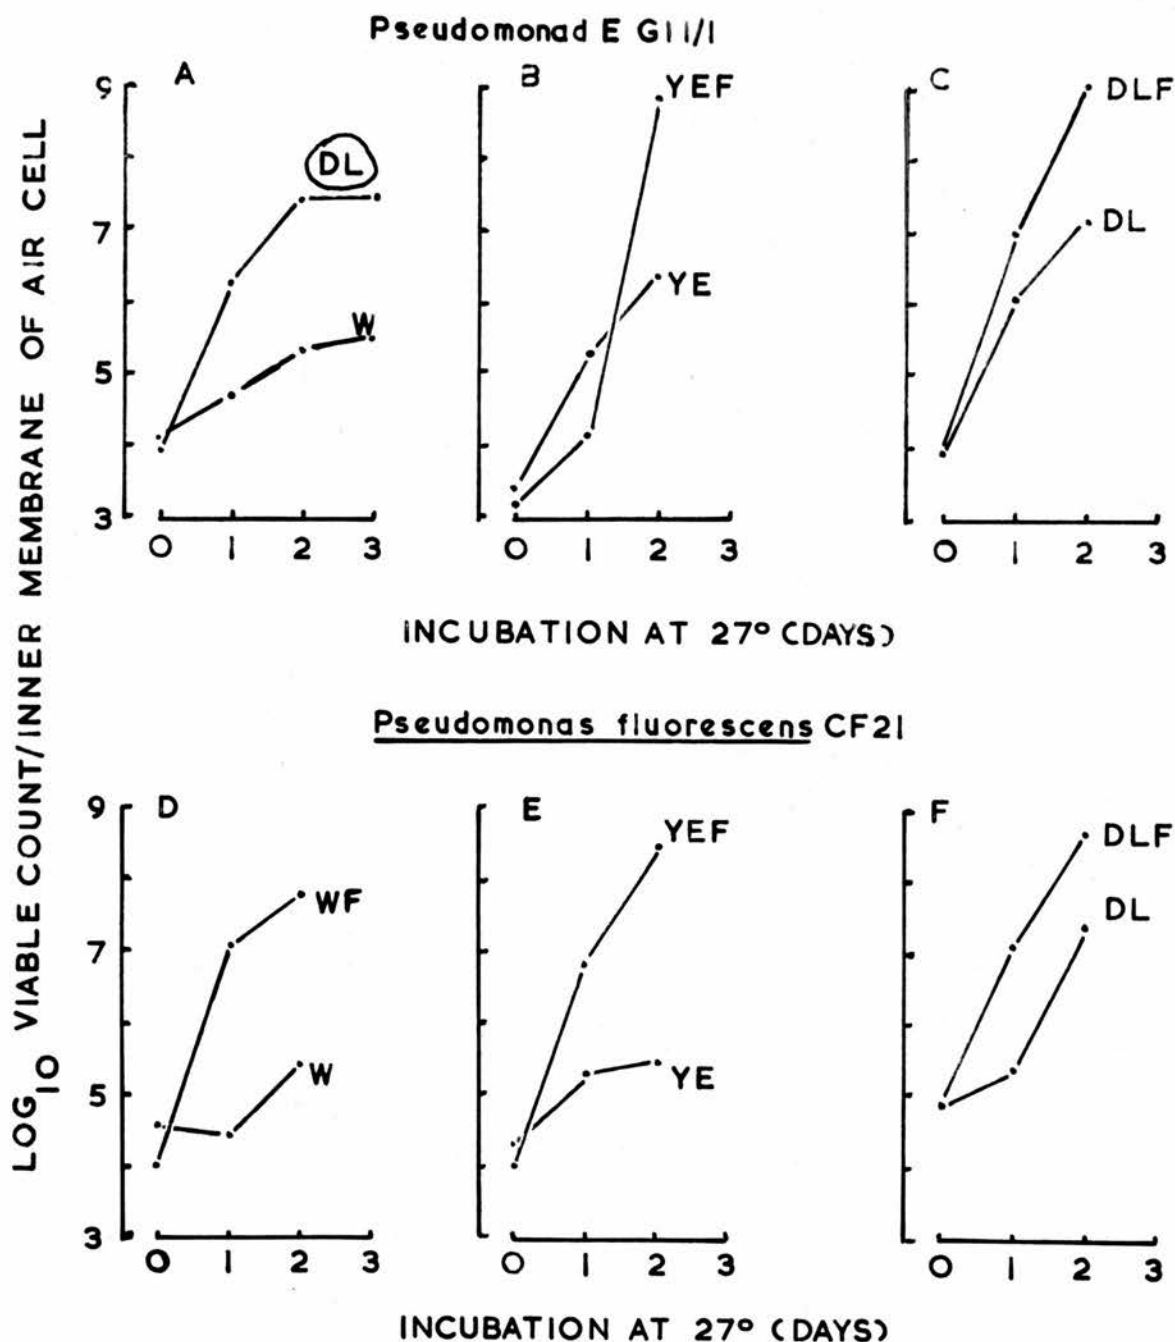 Pseudomonad E G11/1
A
B
C
9
7
5
3
DL
W
YEF
YE
DLF
DL
0 1 2 3
0 1 2 3
0 1 2 3
INCUBATION AT 27° (DAYS)
LOG10 VIABLE COUNT/INNER MEMBRANE OF AIR CELL
Pseudomonas fluorescens CF21
D
E
F
9
7
5
3
WF
W
YEF
YE
DLF
DL
0 1 2 3
0 1 2 3
0 1 2 3
INCUBATION AT 27° (DAYS)